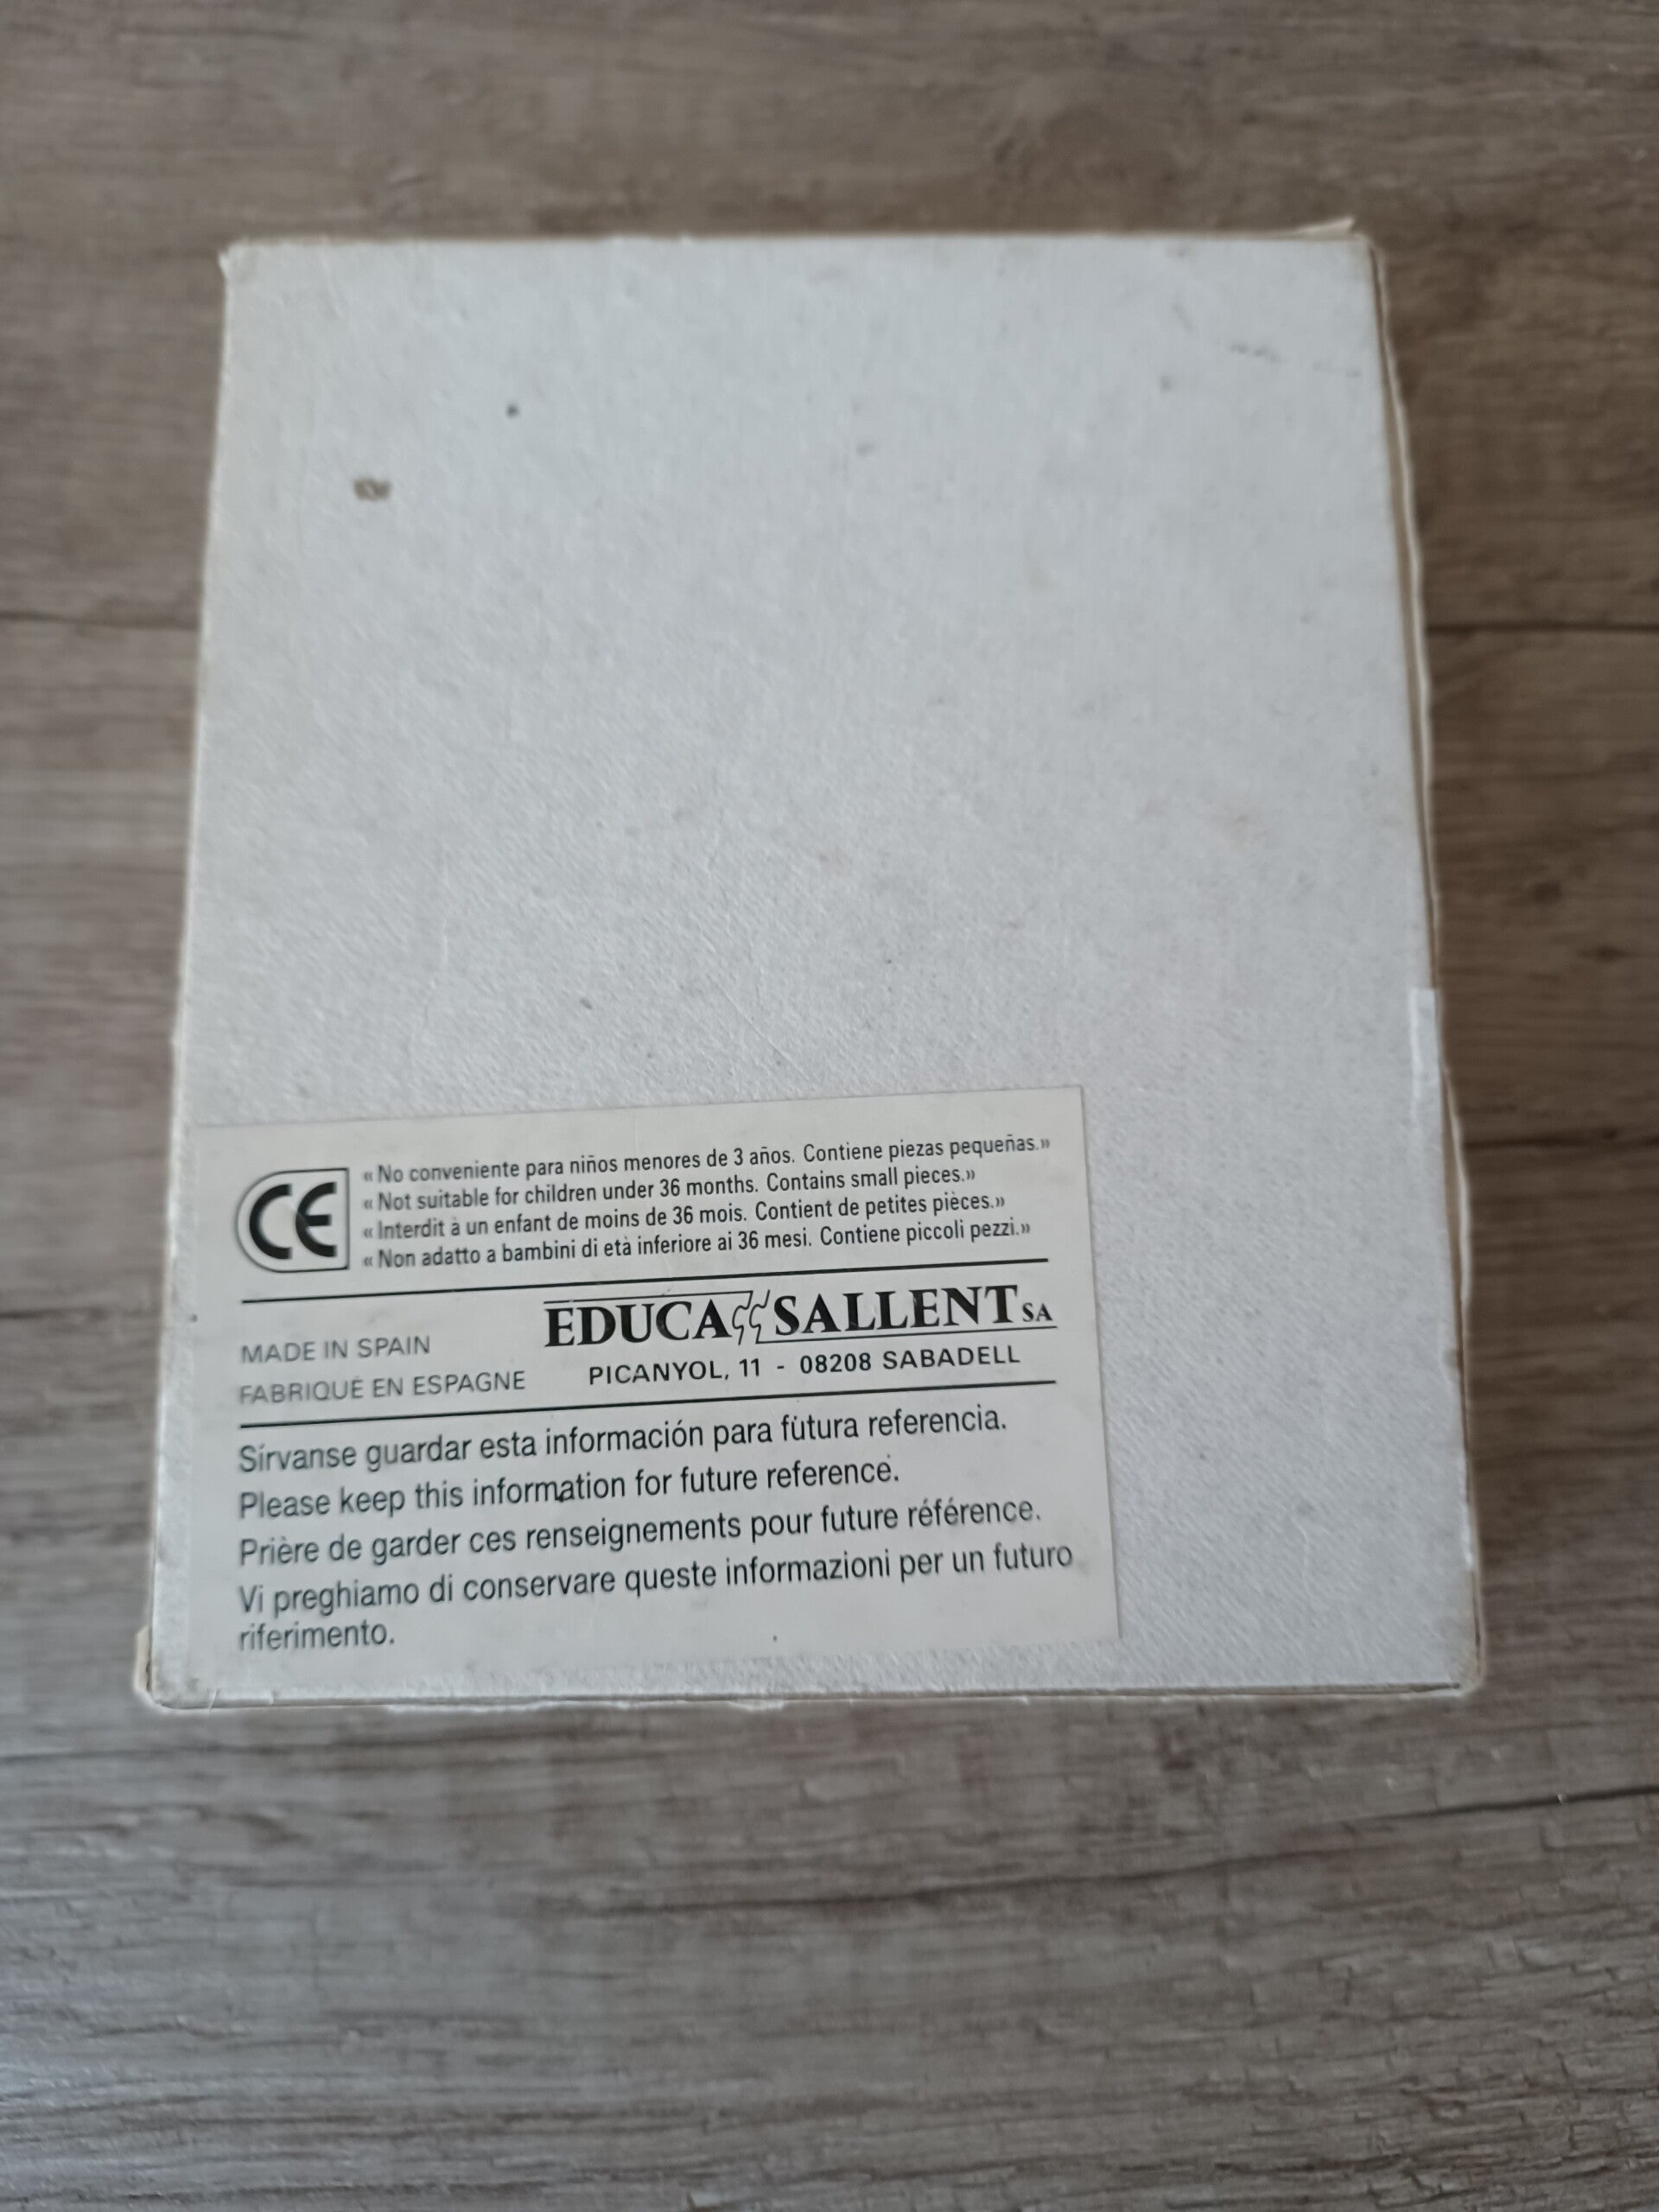 CE
« No conveniente para niños menores de 3 años. Contiene piezas pequeñas.»
« Not suitable for children under 36 months. Contains small pieces.»
« Interdit à un enfant de moins de 36 mois. Contient de petites pièces.»
« Non adatto a bambini di età inferiore ai 36 mesi. Contiene piccoli pezzi.»
EDUCA SALLENT SA
MADE IN SPAIN
PICANYOL, 11 - 08208 SABADELL
FABRIQUÉ EN ESPAGNE
Sírvanse guardar esta información para futura referencia.
Please keep this information for future reference.
Prière de garder ces renseignements pour future référence.
Vi preghiamo di conservare queste informazioni per un futuro
riferimento.